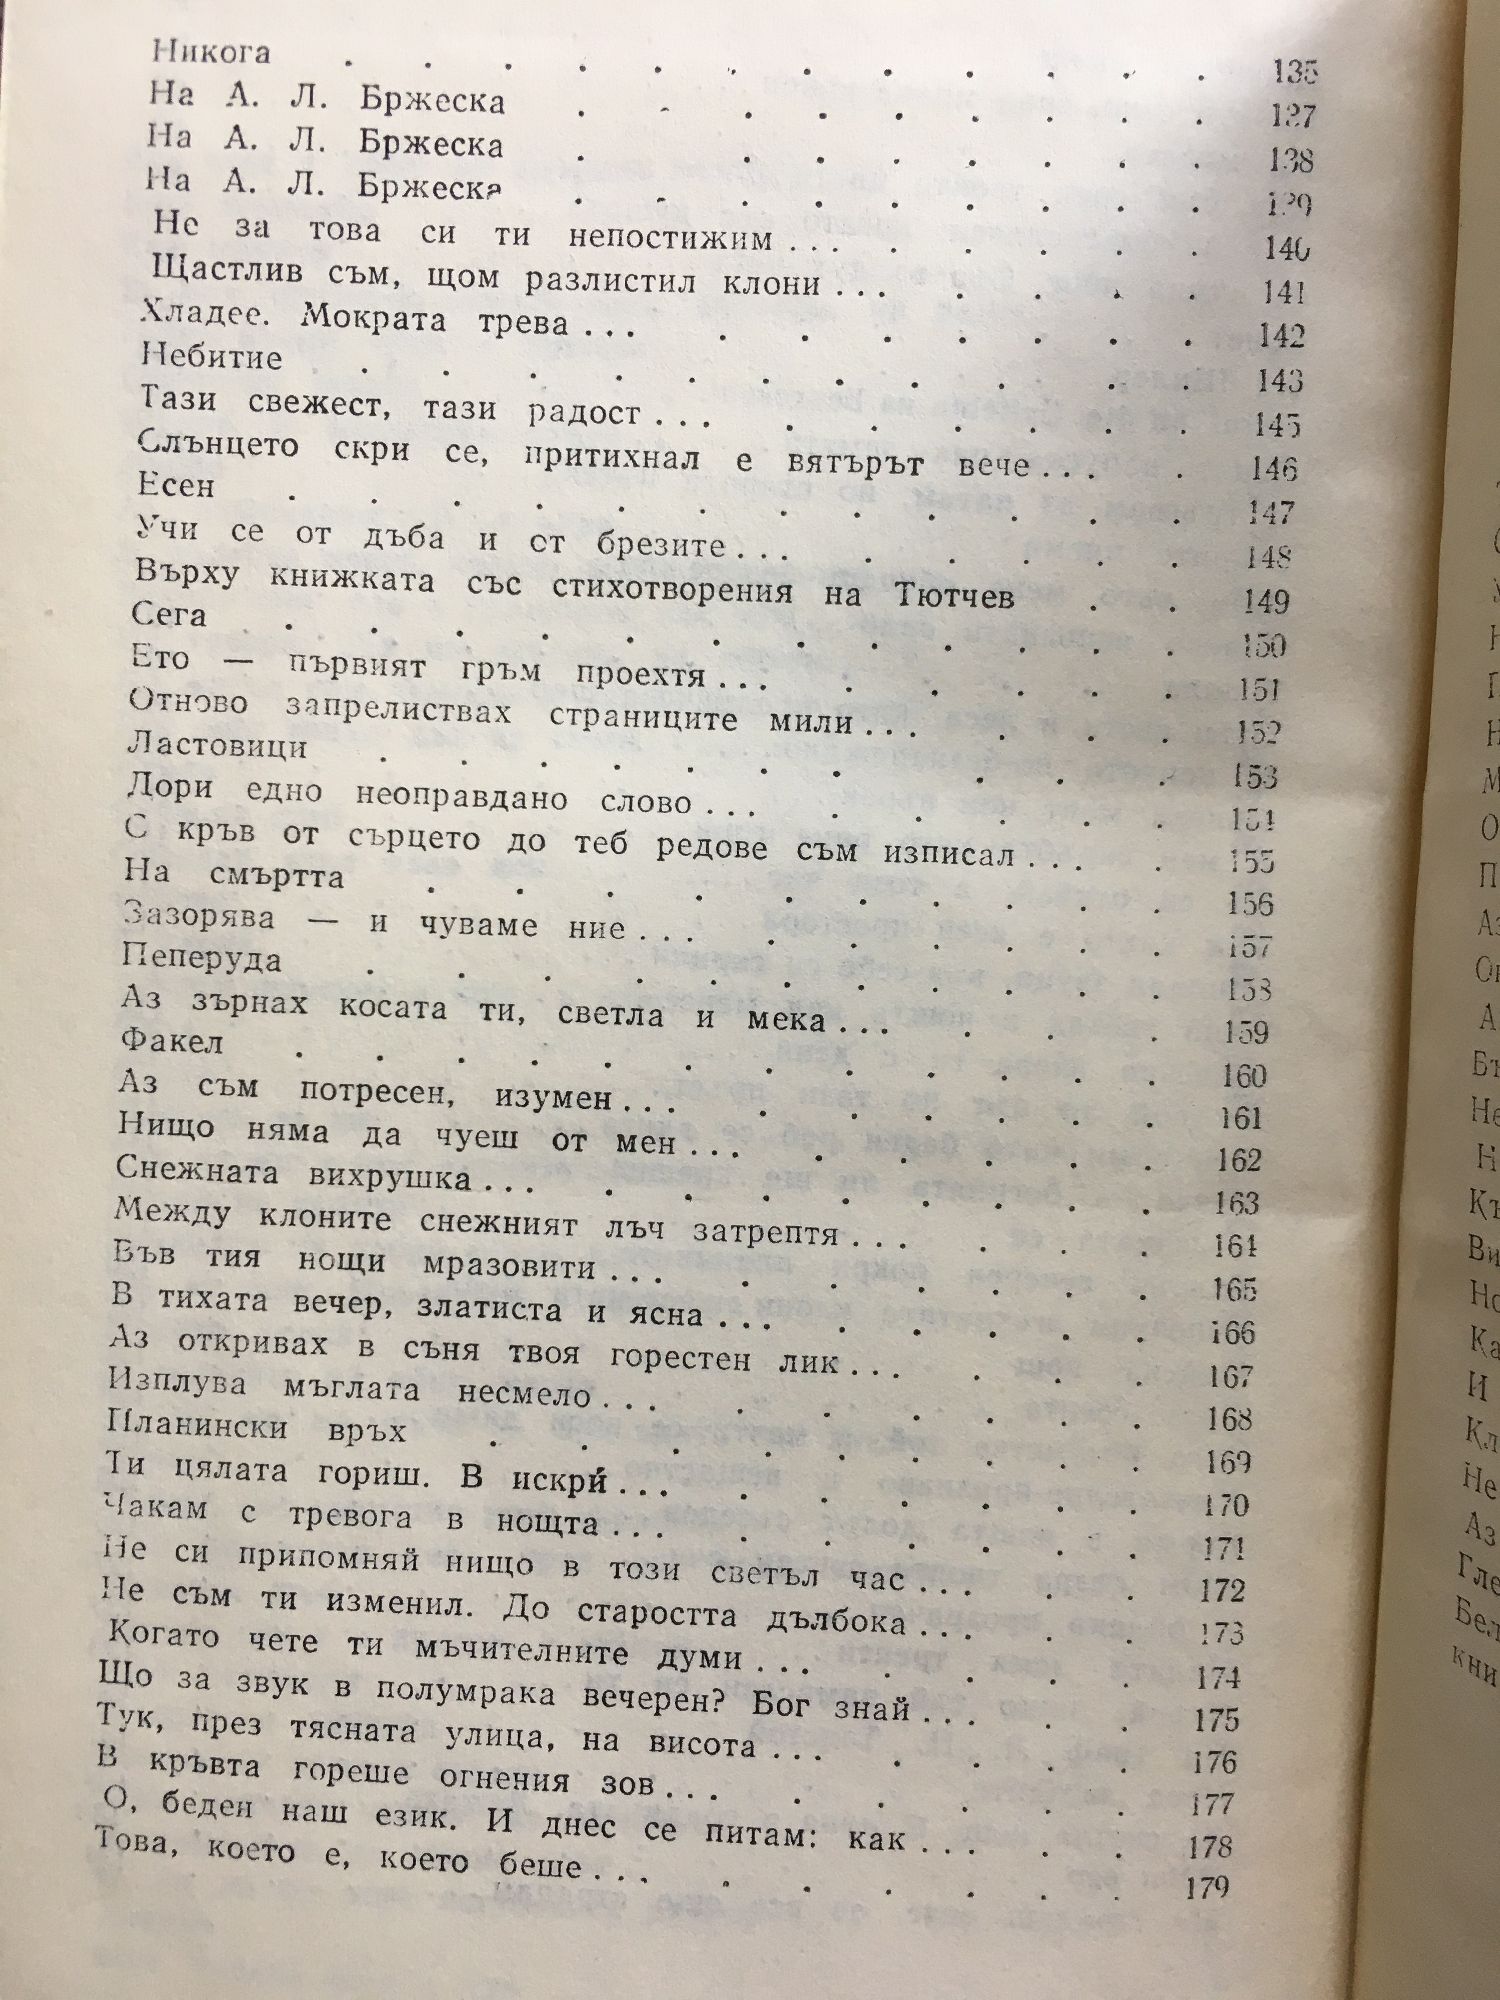 Никога . . . . . . . . . . . . 135
На А. Л. Бржеска . . . . . . . . . 137
На А. Л. Бржеска . . . . . . . . 138
На А. Л. Бржеска . . . . . . . . . 139
Не за това си ти непостижим . . . . . . . . 140
Щастлив съм, щом разлистил клони . . . . . . . 141
Хладее. Мократа трева . . . . . . . . . . 142
Небитие . . . . . . . . . . . 143
Тази свежест, тази радост . . . . . . . . . 145
Слънцето скри се, притихнал е вятърът вече . . . . 146
Есен . . . . . . . . . . . . 147
Учи се от дъба и от брезите . . . . . . . . 148
Върху книжката със стихотворения на Тютчев . . 149
Сега . . . . . . . . . . . . 150
Ето — първият гръм проехтя . . . . . . . . 151
Отново запрелиствах страниците мили . . . . . . 152
Ластовици . . . . . . . . . . 153
Дори едно неоправдано слово . . . . . . . . 154
С кръв от сърцето до теб редове съм изписал . . . . 155
На смъртта . . . . . . . . . 156
Зазорява — и чуваме ние . . . . . . . . . 157
Пеперуда . . . . . . . . . . . 158
Аз зърнах косата ти, светла и мека . . . . . . . 159
Факел . . . . . . . . . . . . 160
Аз съм потресен, изумен . . . . . . . . . 161
Нищо няма да чуеш от мен . . . . . . . . 162
Снежната вихрушка . . . . . . . . . . . 163
Между клоните снежният лъч затрептя . . . . . . . 164
Във тия нощи мразовити . . . . . . . . . 165
В тихата вечер, златиста и ясна . . . . . . . . 166
Аз откривах в съня твоя горестен лик . . . . . . . 167
Изплува мъглата несмело . . . . . . . . . 168
Планински връх . . . . . . . . . 169
Ти цялата гориш. В искри . . . . . . . . . 170
Чакам с тревога в нощта . . . . . . . . . 171
Не си припомняй нищо в този светъл час . . . . . . 172
Не съм ти изменил. До старостта дълбока . . . . . . 173
Когато чете ти мъчителните думи . . . . . . . . 174
Що за звук в полумрака вечерен? Бог знай . . . . . . 175
Тук, през тясната улица, на висота . . . . . . . 176
В кръвта гореше огнения зов . . . . . . . . 177
О, беден наш език. И днес се питам: как . . . . . . 178
Това, което е, което беше . . . . . . . . . 179